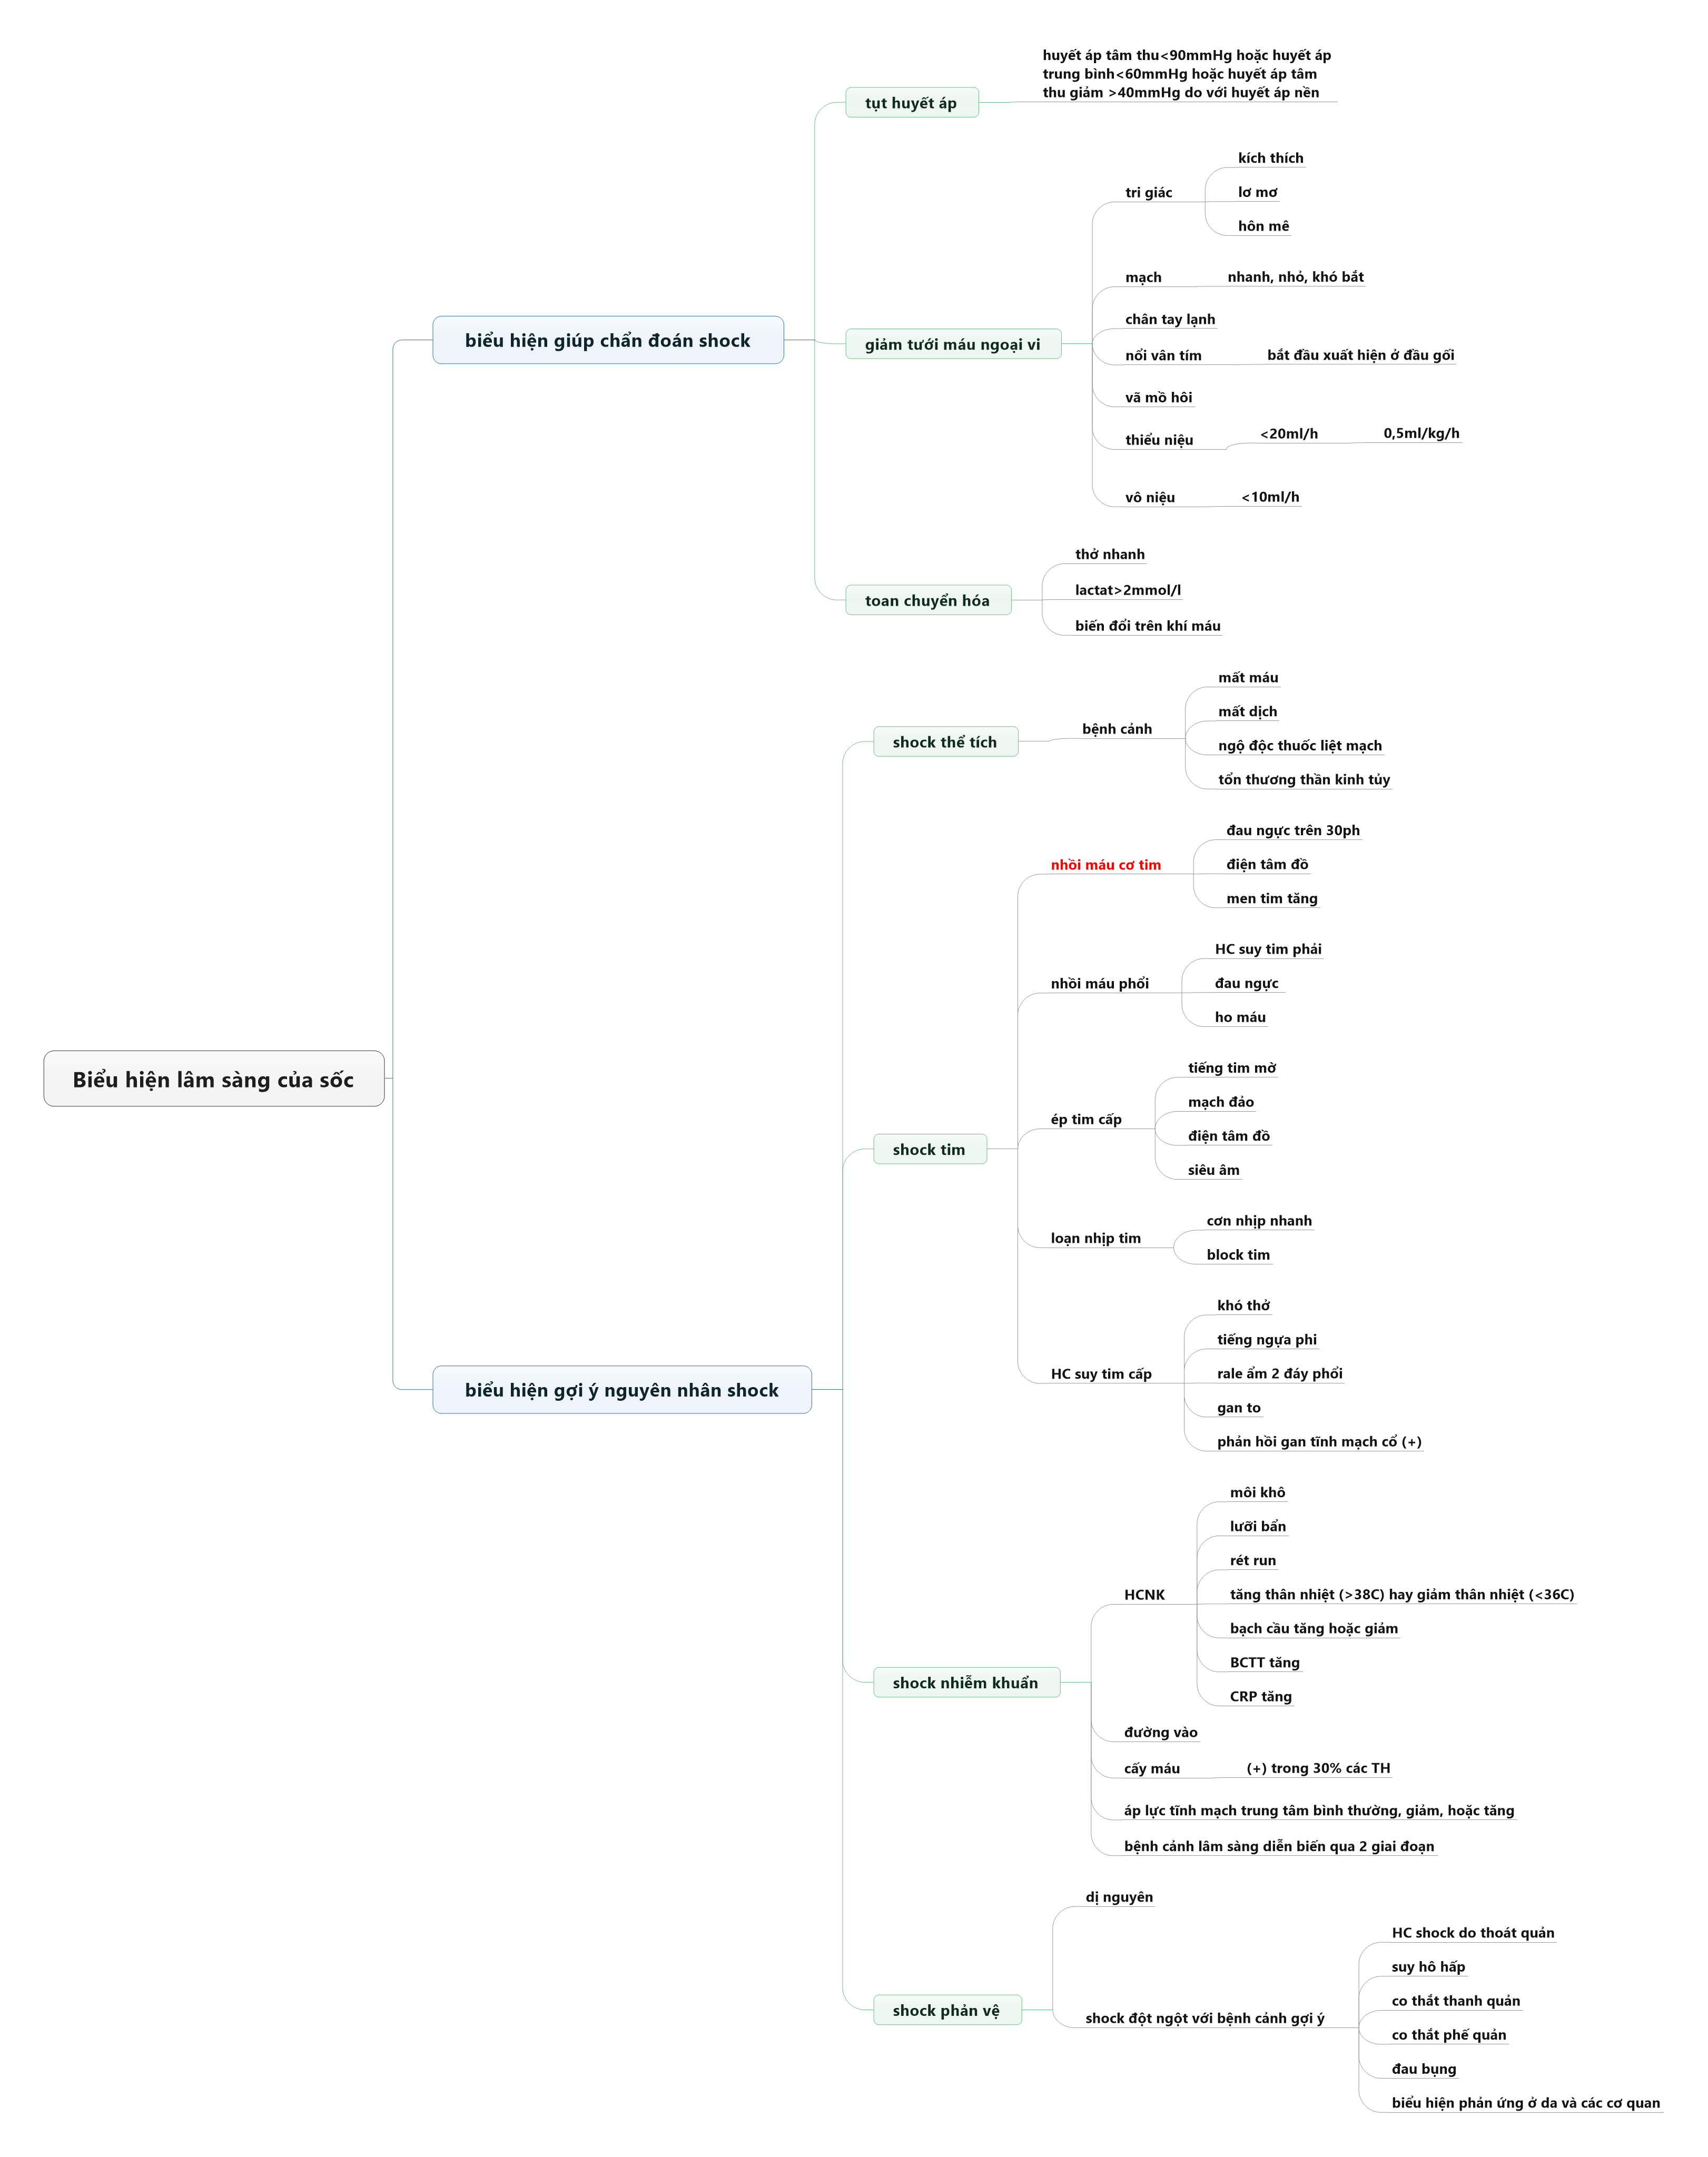 Biểu hiện lâm sàng của sốc
biểu hiện giúp chẩn đoán shock
tụt huyết áp
huyết áp tâm thu<90mmHg hoặc huyết áp
trung bình<60mmHg hoặc huyết áp tâm
thu giảm >40mmHg do với huyết áp nền
giảm tưới máu ngoại vi
tri giác
kích thích
lơ mơ
hôn mê
mạch
nhanh, nhỏ, khó bắt
chân tay lạnh
nổi vân tím
bắt đầu xuất hiện ở đầu gối
vã mồ hôi
thiểu niệu
<20ml/h
0,5ml/kg/h
vô niệu
<10ml/h
toan chuyển hóa
thở nhanh
lactat>2mmol/l
biến đổi trên khí máu
biểu hiện gợi ý nguyên nhân shock
shock thể tích
bệnh cảnh
mất máu
mất dịch
ngộ độc thuốc liệt mạch
tổn thương thần kinh tủy
shock tim
nhồi máu cơ tim
đau ngực trên 30ph
điện tâm đồ
men tim tăng
nhồi máu phổi
HC suy tim phải
đau ngực
ho máu
ép tim cấp
tiếng tim mờ
mạch đảo
điện tâm đồ
siêu âm
loạn nhịp tim
cơn nhịp nhanh
block tim
HC suy tim cấp
khó thở
tiếng ngựa phi
rale ẩm 2 đáy phổi
gan to
phản hồi gan tĩnh mạch cổ (+)
shock nhiễm khuẩn
HCNK
môi khô
lưỡi bẩn
rét run
tăng thân nhiệt (>38C) hay giảm thân nhiệt (<36C)
bạch cầu tăng hoặc giảm
BCTT tăng
CRP tăng
đường vào
cấy máu
(+) trong 30% các TH
áp lực tĩnh mạch trung tâm bình thường, giảm, hoặc tăng
bệnh cảnh lâm sàng diễn biến qua 2 giai đoạn
shock phản vệ
dị nguyên
shock đột ngột với bệnh cảnh gợi ý
HC shock do thoát quản
suy hô hấp
co thắt thanh quản
co thắt phế quản
đau bụng
biểu hiện phản ứng ở da và các cơ quan